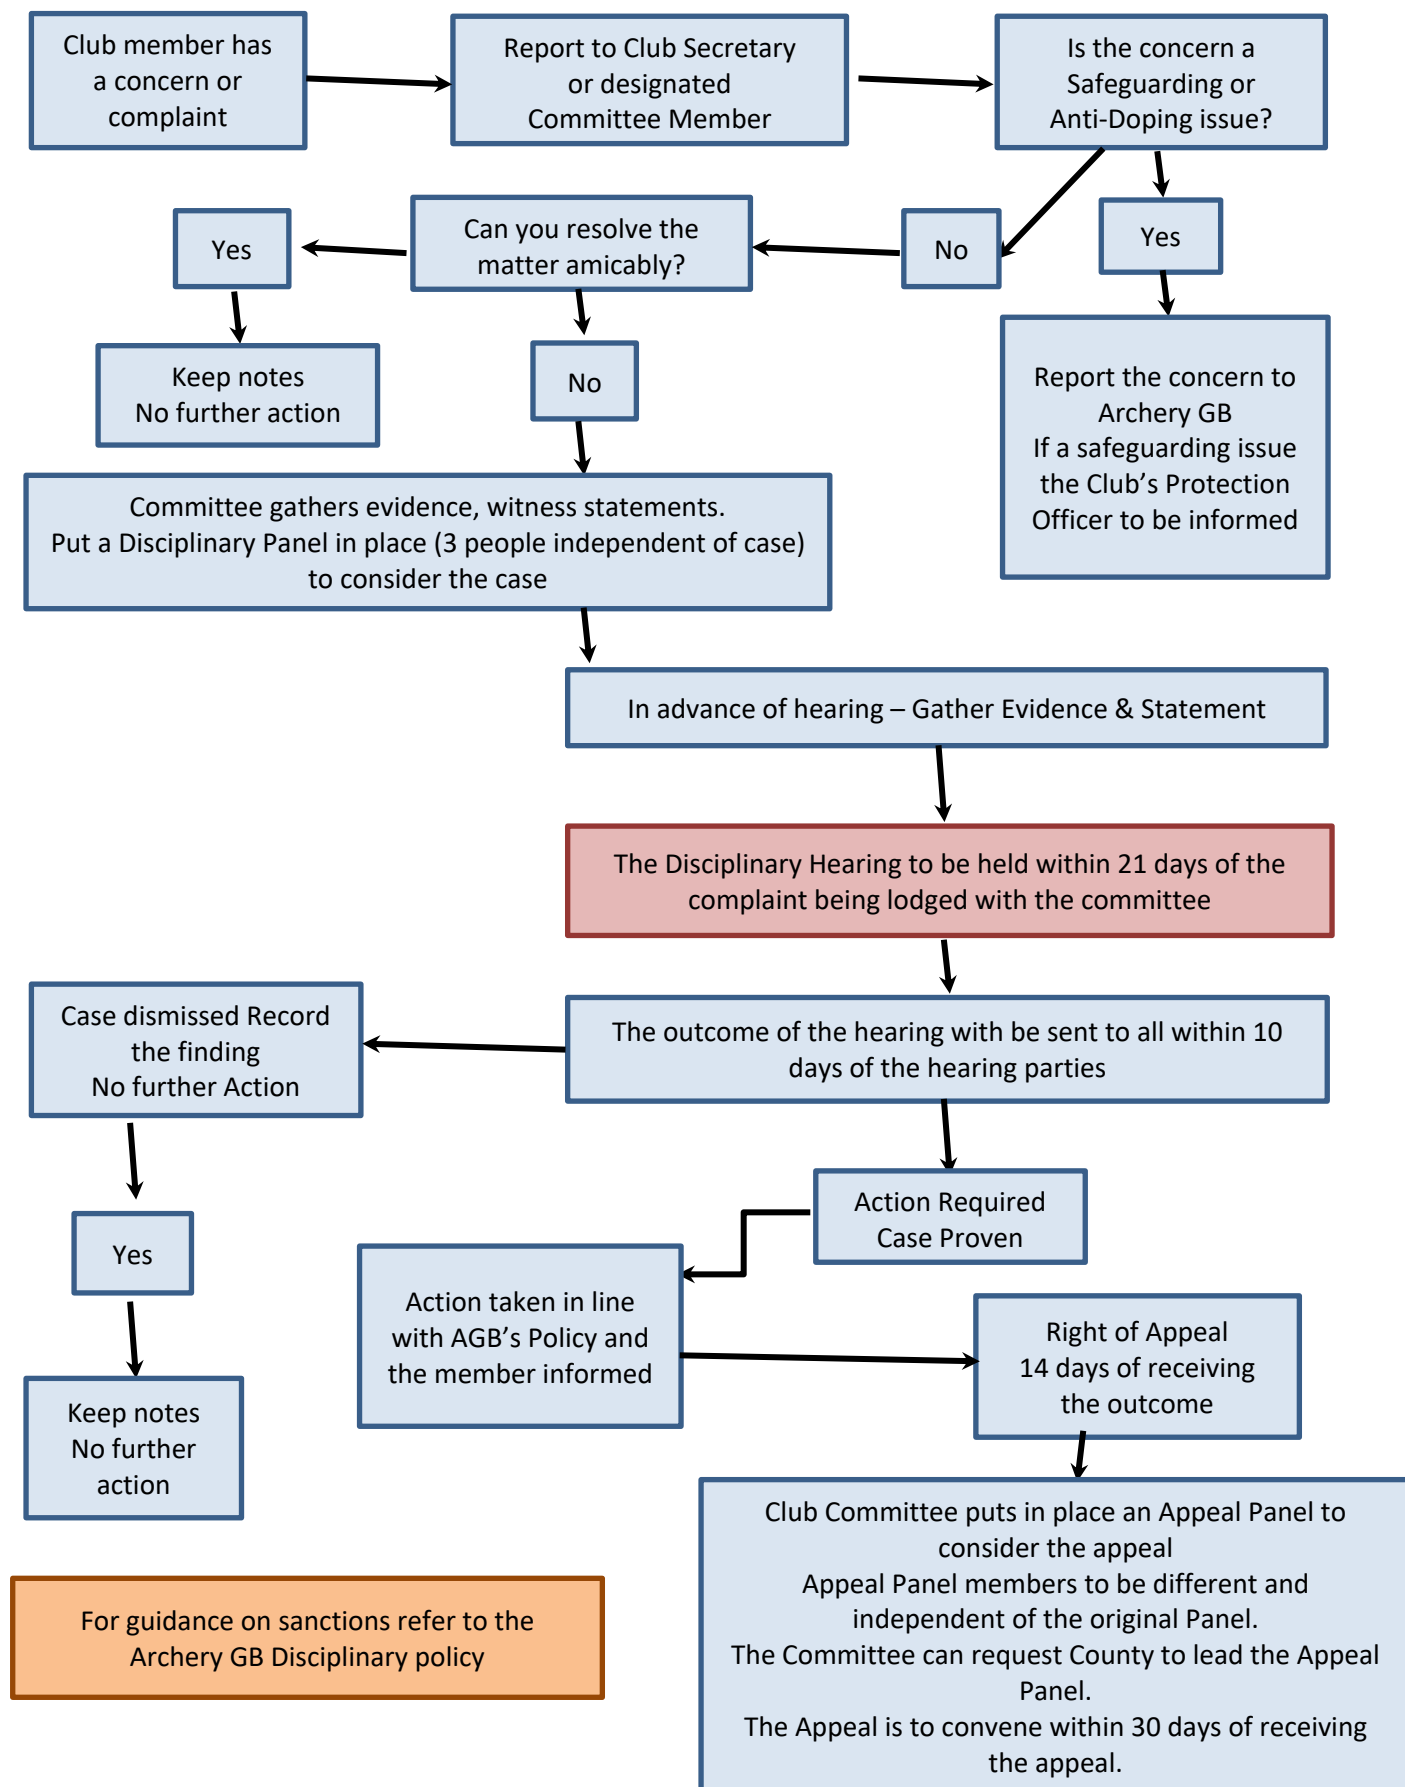 Club member has
a concern or
complaint
Report to Club Secretary
or designated
Committee Member
Is the concern a
Safeguarding or
Anti-Doping issue?
Yes
Can you resolve the
matter amicably?
No
Yes
Keep notes
No further action
No
Report the concern to
Archery GB
If a safeguarding issue
the Club’s Protection
Officer to be informed
Committee gathers evidence, witness statements.
Put a Disciplinary Panel in place (3 people independent of case)
to consider the case
In advance of hearing – Gather Evidence & Statement
The Disciplinary Hearing to be held within 21 days of the
complaint being lodged with the committee
Case dismissed Record
the finding
No further Action
The outcome of the hearing with be sent to all within 10
days of the hearing parties
Yes
Action Required
Case Proven
Action taken in line
with AGB’s Policy and
the member informed
Right of Appeal
14 days of receiving
the outcome
Keep notes
No further
action
Club Committee puts in place an Appeal Panel to
consider the appeal
Appeal Panel members to be different and
independent of the original Panel.
The Committee can request County to lead the Appeal
Panel.
The Appeal is to convene within 30 days of receiving
the appeal.
For guidance on sanctions refer to the
Archery GB Disciplinary policy